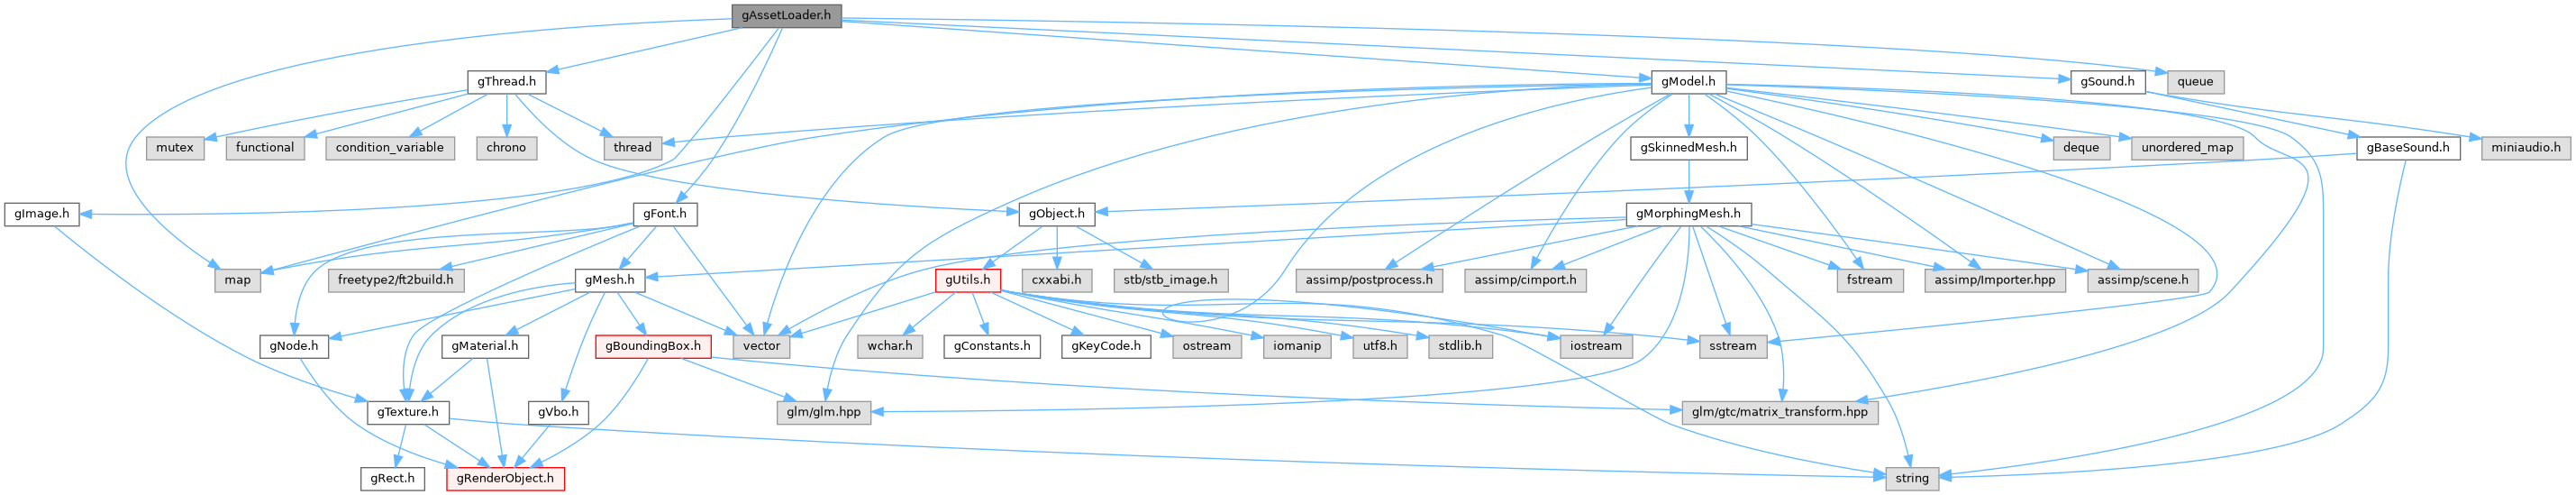 gAssetLoader.h
gThread.h
gModel.h
gSound.h
queue
mutex
functional
condition_variable
chrono
thread
gSkinnedMesh.h
deque
unordered_map
gBaseSound.h
miniaudio.h
gImage.h
gFont.h
gObject.h
gMorphingMesh.h
map
freetype2/ft2build.h
gMesh.h
gUtils.h
cxxabi.h
stb/stb_image.h
assimp/postprocess.h
assimp/cimport.h
fstream
assimp/Importer.hpp
assimp/scene.h
gNode.h
gMaterial.h
gBoundingBox.h
vector
wchar.h
gConstants.h
gKeyCode.h
ostream
iomanip
utf8.h
stdlib.h
iostream
sstream
gTexture.h
gVbo.h
glm/glm.hpp
glm/gtc/matrix_transform.hpp
gRect.h
gRenderObject.h
string